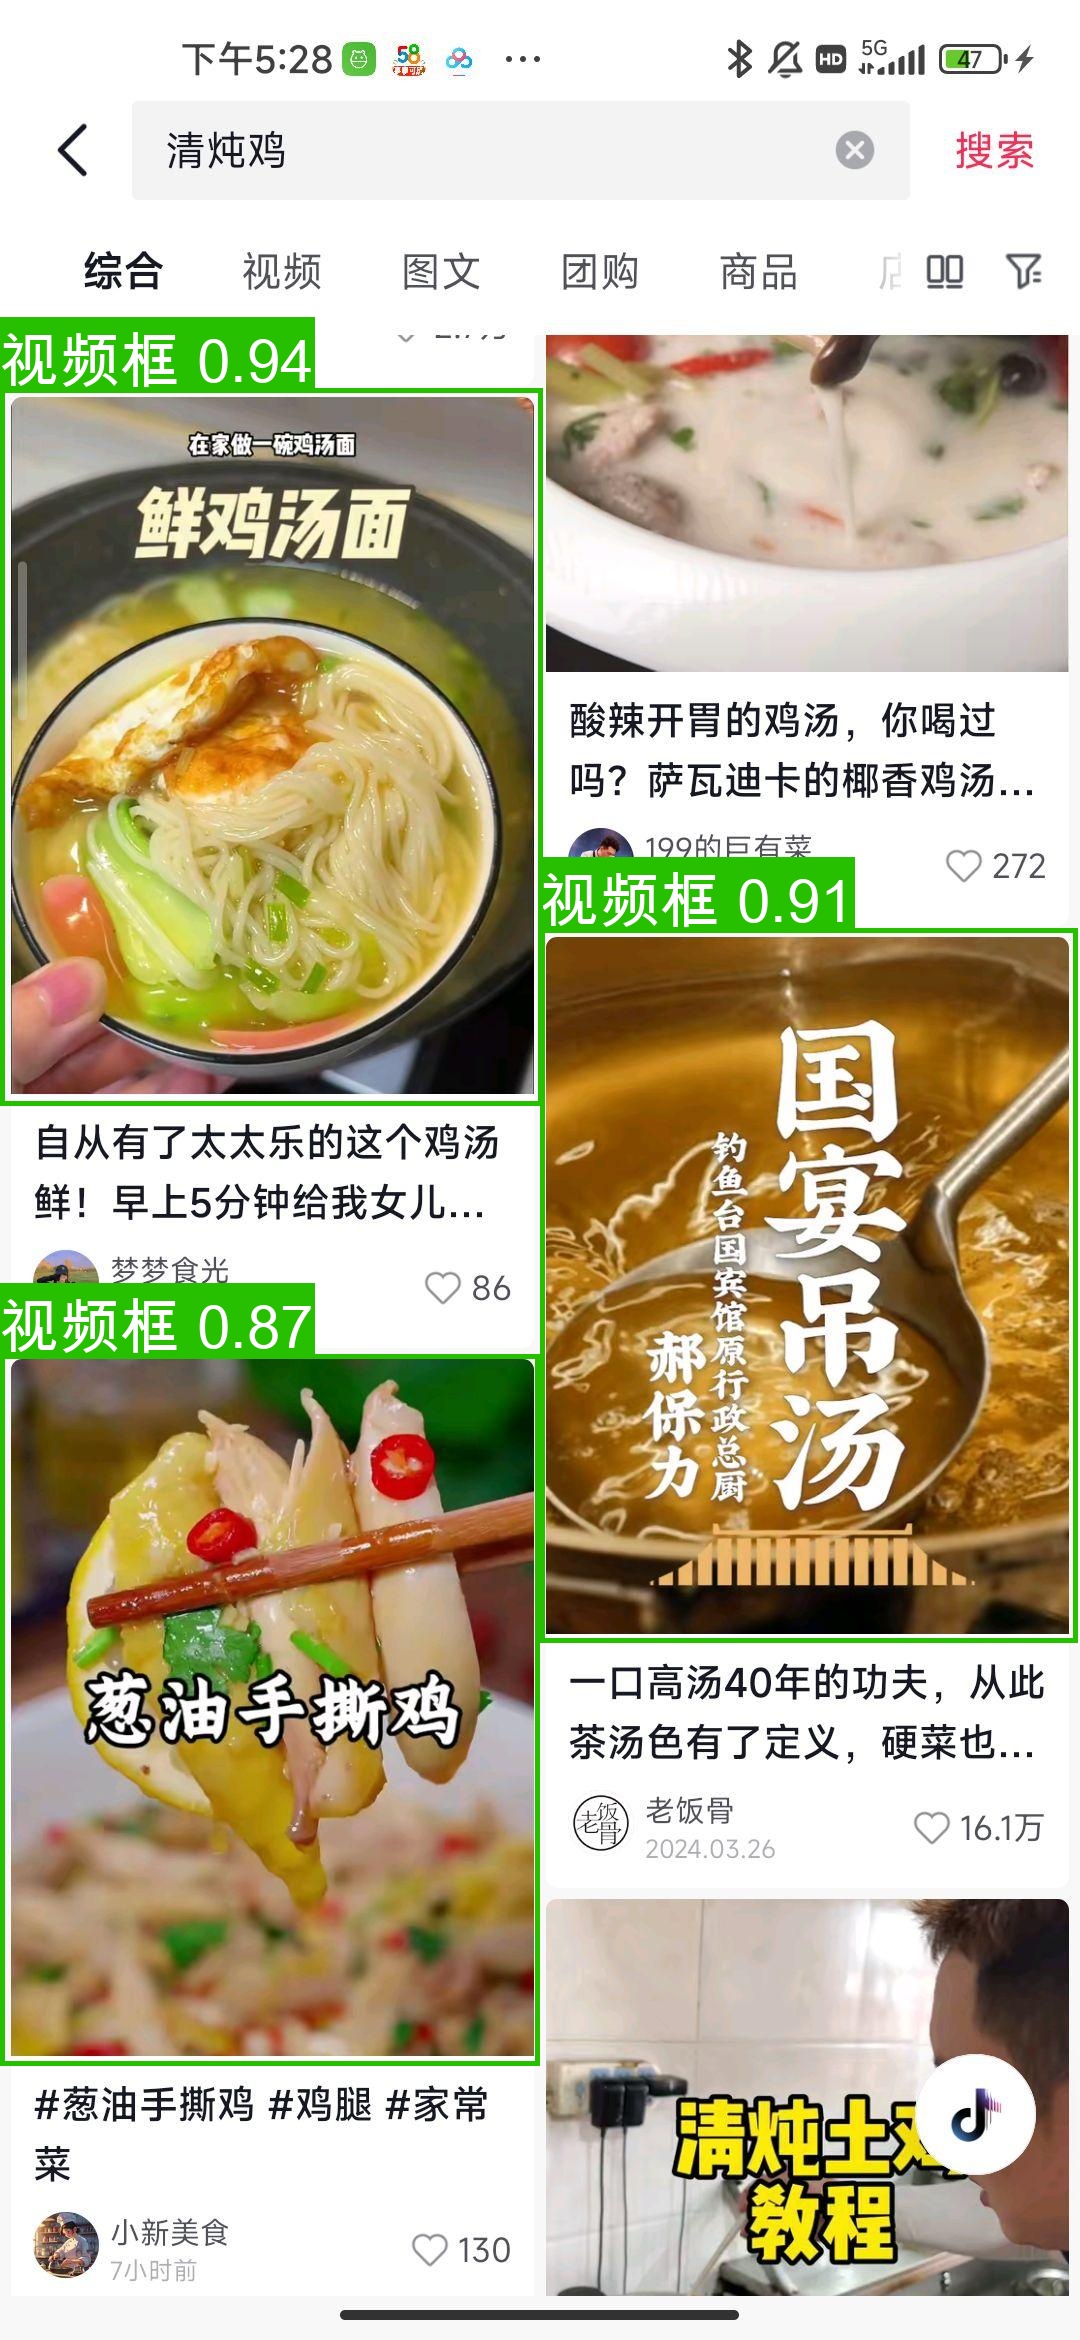 下午5:28
58
HD
5G
47
清炖鸡
搜索
综合
视频
图文
团购
商品
视频框 0.94
在家做一碗鸡汤面
鲜鸡汤面
自从有了太太乐的这个鸡汤
鲜！早上5分钟给我女儿...
梦梦食光
86
视频框 0.87
葱油手撕鸡
#葱油手撕鸡 #鸡腿 #家常
菜
小新美食
7小时前
130
酸辣开胃的鸡汤，你喝过
吗？萨瓦迪卡的椰香鸡汤...
199的巨有菜
272
视频框 0.91
国宴吊汤
钓鱼台国宾馆原行政总厨
郝保力
一口高汤40年的功夫，从此
茶汤色有了定义，硬菜也...
老饭骨
老饭骨
2024.03.26
16.1万
清炖土鸡
教程